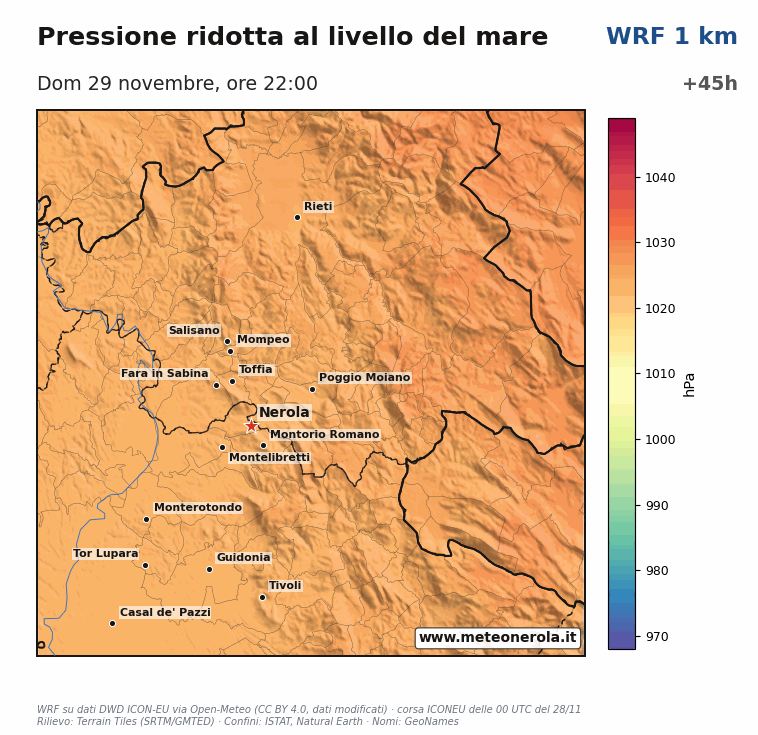 Pressione ridotta al livello del mare
WRF 1 km
Dom 29 novembre, ore 22:00
+45h
Rieti
Salisano
Mompeo
Fara in Sabina
Toffia
Poggio Moiano
Nerola
Montorio Romano
Montelibretti
Monterotondo
Tor Lupara
Guidonia
Tivoli
Casal de' Pazzi
www.meteonerola.it
1040
1030
1020
1010
1000
990
980
970
hPa
WRF su dati DWD ICON-EU via Open-Meteo (CC BY 4.0, dati modificati) · corsa ICONEU delle 00 UTC del 28/11
Rilievo: Terrain Tiles (SRTM/GMTED) · Confini: ISTAT, Natural Earth · Nomi: GeoNames